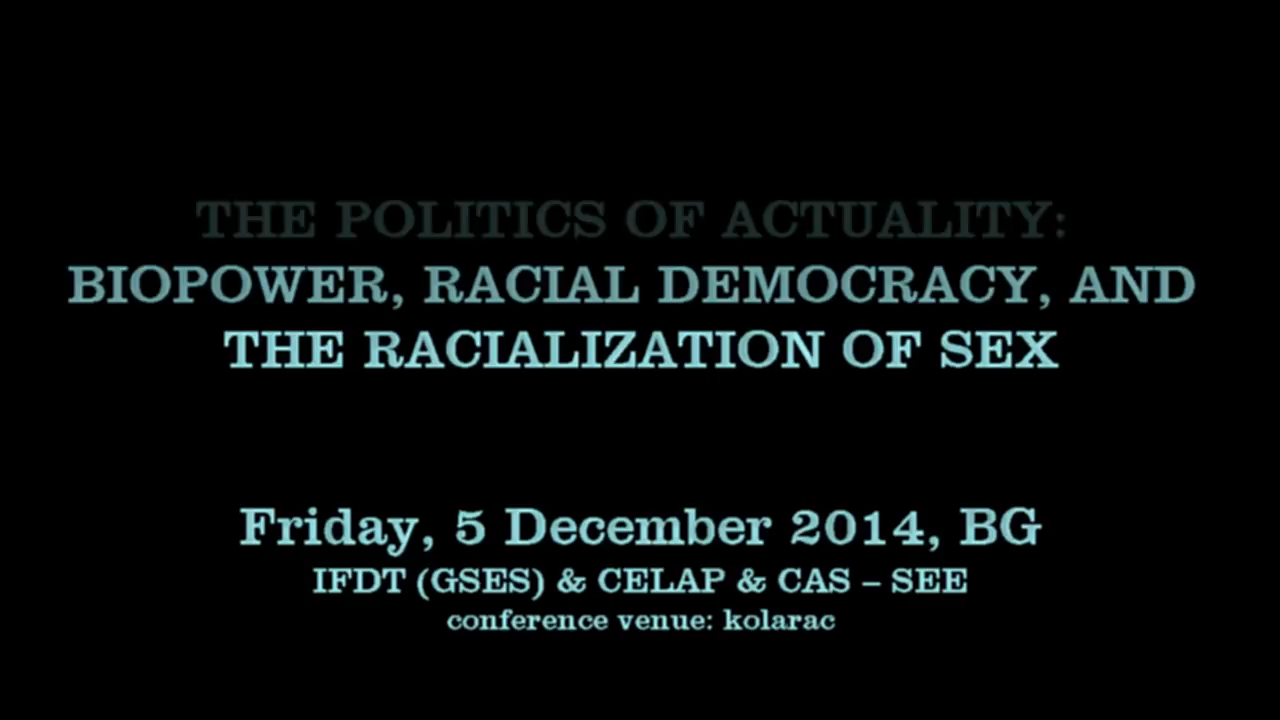 THE POLITICS OF ACTUALITY:
BIOPOWER, RACIAL DEMOCRACY, AND
THE RACIALIZATION OF SEX
Friday, 5 December 2014, BG
IFDT (GSES) & CELAP & CAS – SEE
conference venue: kolarac